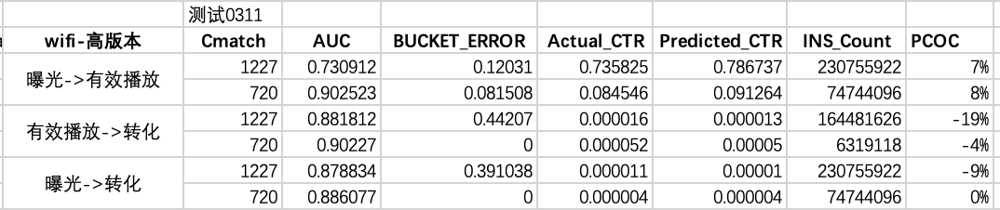 测试0311
wifi-高版本 Cmatch AUC BUCKET_ERROR Actual_CTR Predicted_CTR INS_Count PCOC
曝光->有效播放 1227 0.730912 0.12031 0.735825 0.786737 230755922 7%
720 0.902523 0.081508 0.084546 0.091264 74744096 8%
有效播放->转化 1227 0.881812 0.44207 0.000016 0.000013 164481626 -19%
720 0.90227 0 0.000052 0.00005 6319118 -4%
曝光->转化 1227 0.878834 0.391038 0.000011 0.00001 230755922 -9%
720 0.886077 0 0.000004 0.000004 74744096 0%